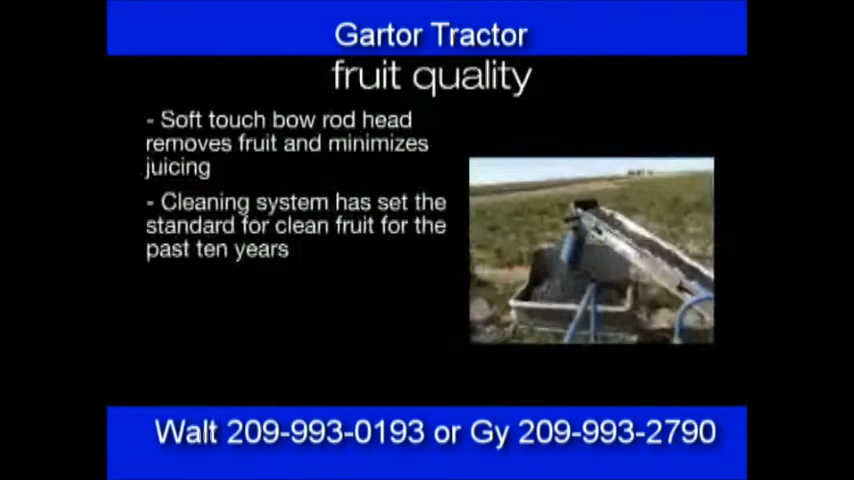 Gartor Tractor
fruit quality
- Soft touch bow rod head
removes fruit and minimizes
juicing
- Cleaning system has set the
standard for clean fruit for the
past ten years
Walt 209-993-0193 or Gy 209-993-2790